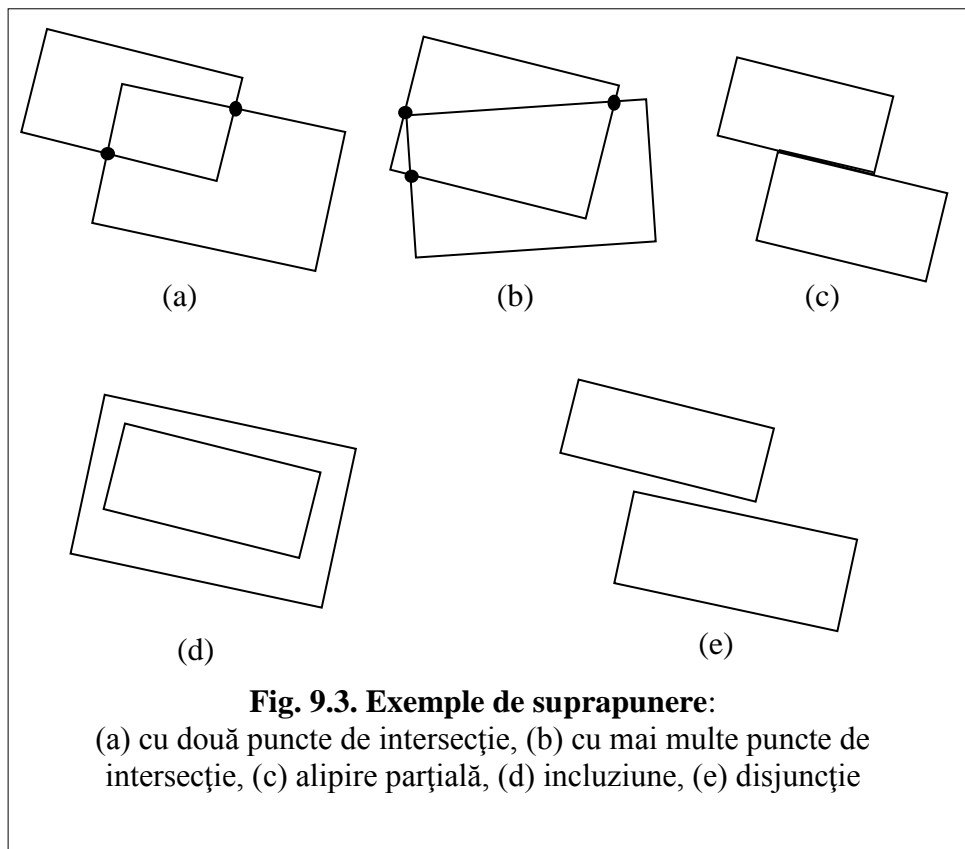 (a)
(b)
(c)
(d)
(e)
Fig. 9.3. Exemple de suprapunere:
(a) cu două puncte de intersecţie, (b) cu mai multe puncte de
intersecţie, (c) alipire parţială, (d) incluziune, (e) disjuncţie